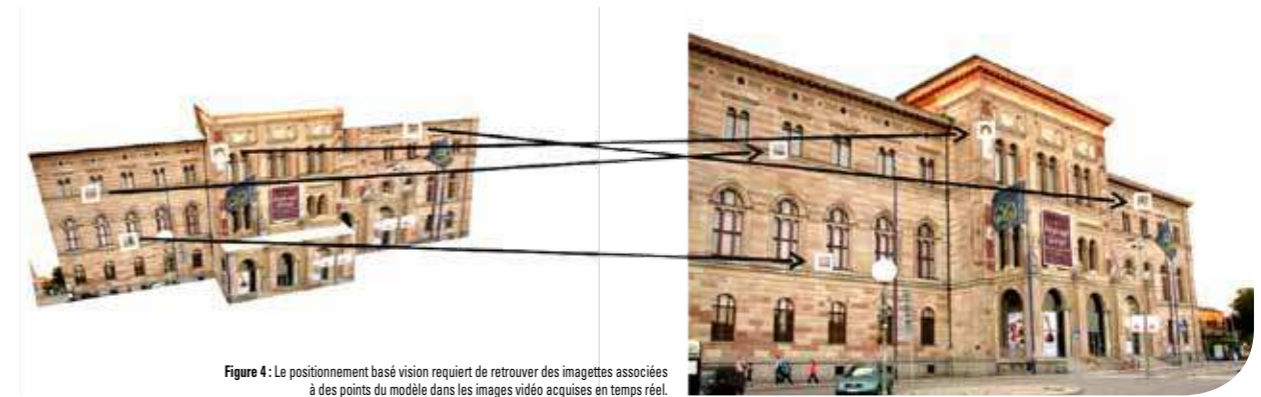 Figure 4 : Le positionnement basé vision requiert de retrouver des imagettes associées
à des points du modèle dans les images vidéo acquises en temps réel.